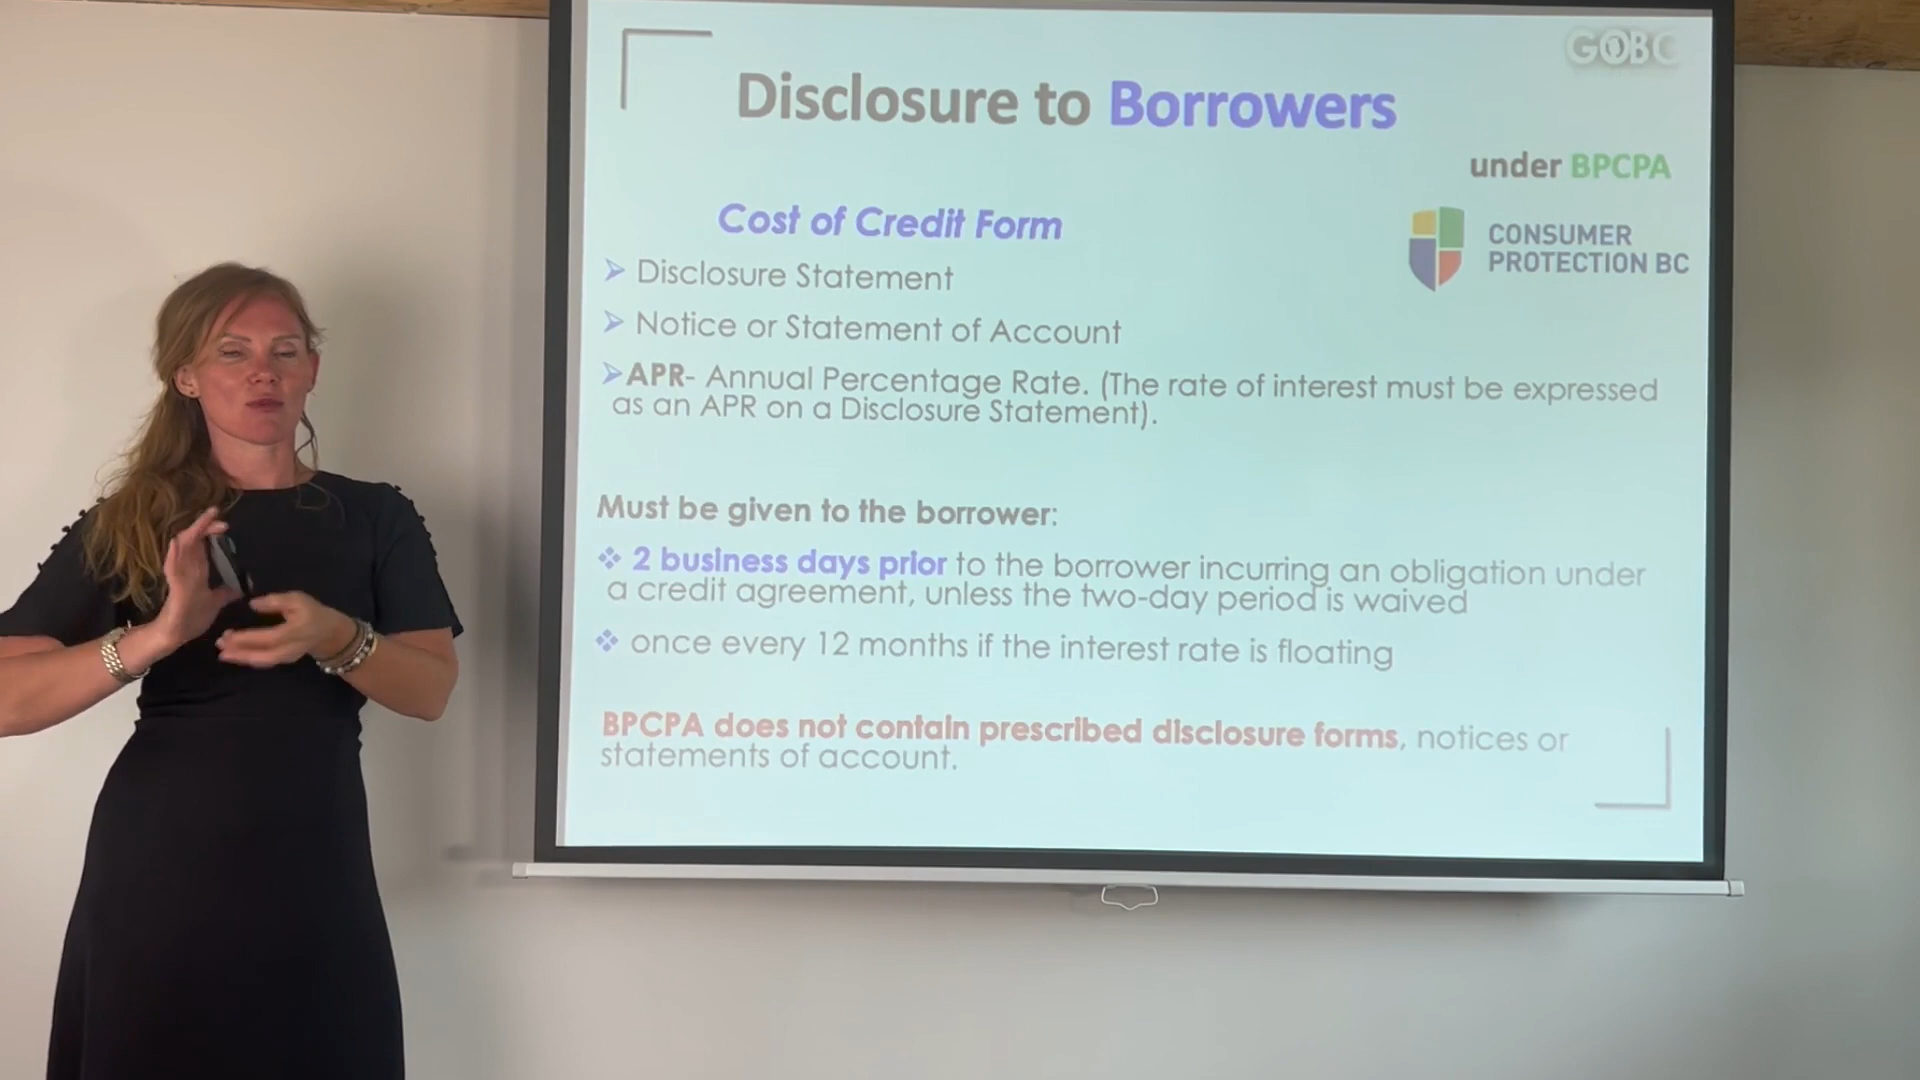 GOBC
Disclosure to Borrowers
under BPCPA
CONSUMER
PROTECTION BC
Cost of Credit Form
➢ Disclosure Statement
➢ Notice or Statement of Account
➢ APR- Annual Percentage Rate. (The rate of interest must be expressed
as an APR on a Disclosure Statement).
Must be given to the borrower:
❖ 2 business days prior to the borrower incurring an obligation under
a credit agreement, unless the two-day period is waived
❖ once every 12 months if the interest rate is floating
BPCPA does not contain prescribed disclosure forms, notices or
statements of account.